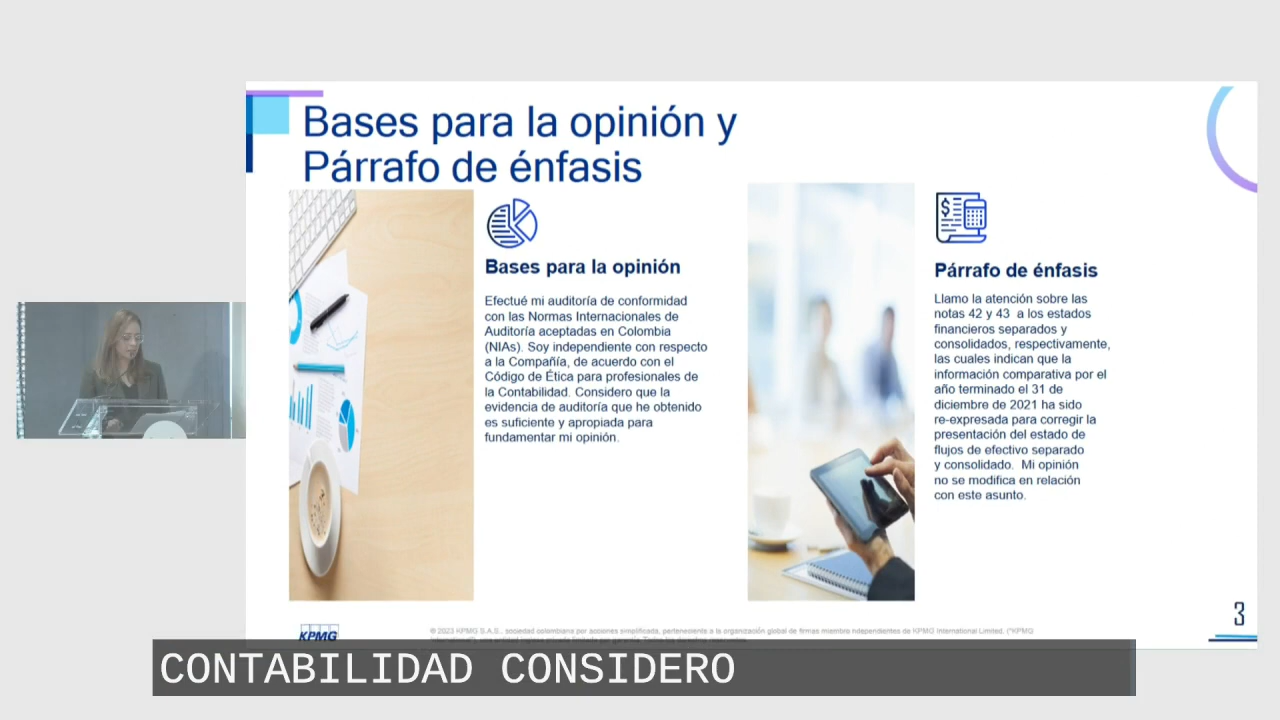 Bases para la opinión y
Párrafo de énfasis
Bases para la opinión
Efectué mi auditoría de conformidad
con las Normas Internacionales de
Auditoría aceptadas en Colombia
(NIAs). Soy independiente con respecto
a la Compañía, de acuerdo con el
Código de Ética para profesionales de
la Contabilidad. Considero que la
evidencia de auditoría que he obtenido
es suficiente y apropiada para
fundamentar mi opinión.
Párrafo de énfasis
Llamo la atención sobre las
notas 42 y 43 a los estados
financieros separados y
consolidados, respectivamente,
las cuales indican que la
información comparativa por el
año terminado el 31 de
diciembre de 2021 ha sido
re-expresada para corregir la
presentación del estado de
flujos de efectivo separado
y consolidado. Mi opinión
no se modifica en relación
con este asunto.
3
KPMG
© 2023 KPMG S.A.S., sociedad colombiana por acciones simplificada, perteneciente a la organización global de firmas miembro independientes de KPMG International Limited, ("KPMG
CONTABILIDAD CONSIDERO